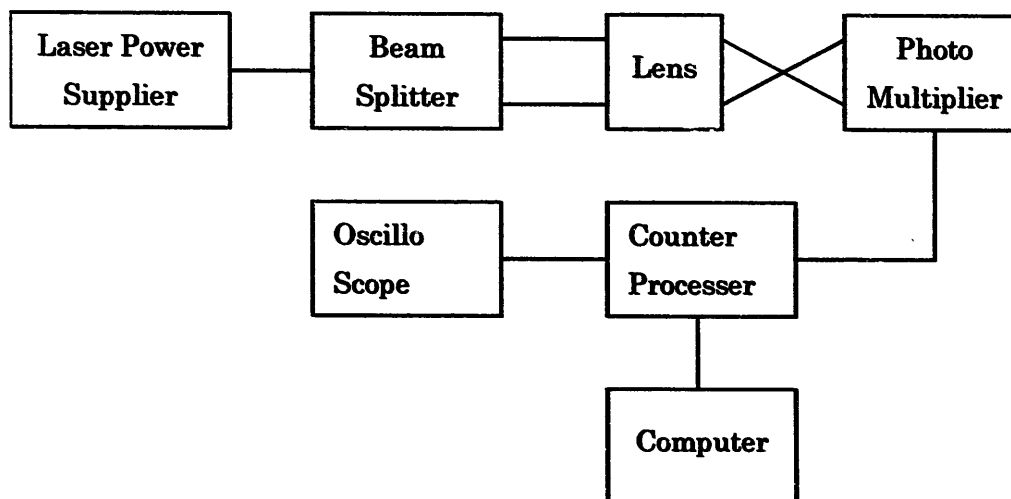 Laser Power
Supplier
Beam
Splitter
Lens
Photo
Multiplier
Oscillo
Scope
Counter
Processer
Computer